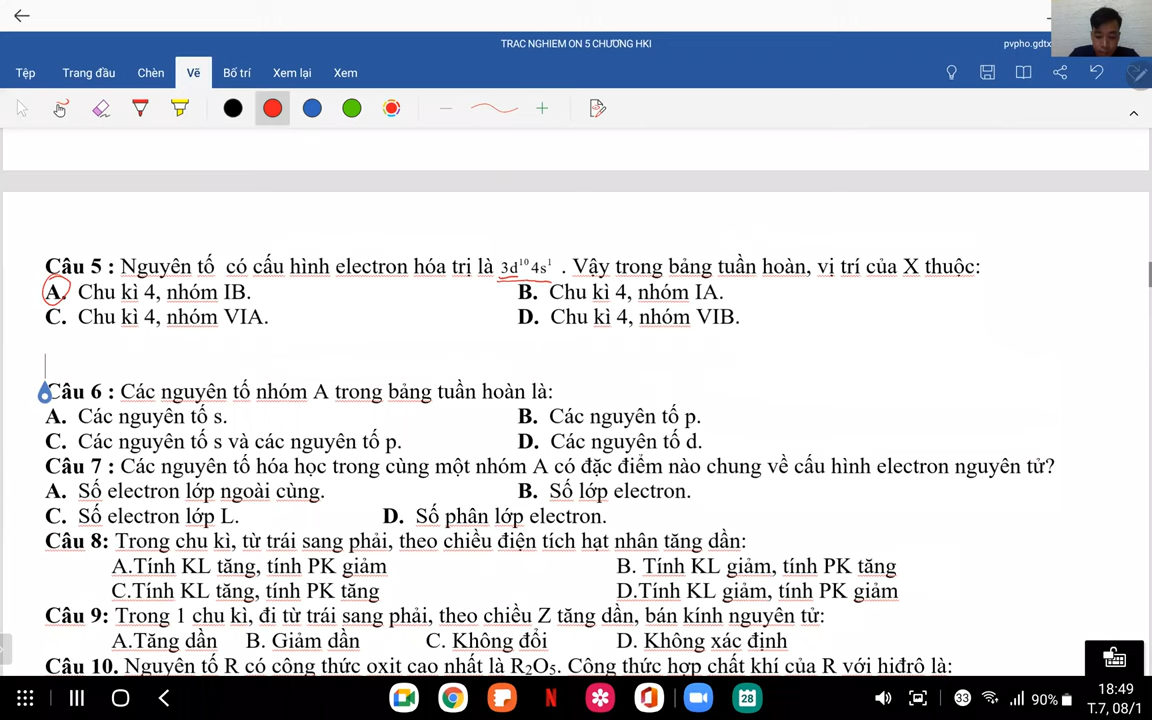 TRAC NGHIEM ON 5 CHƯƠNG HKI
pvpho.gdtx
Tệp Trang đầu Chèn Vẽ Bố trí Xem lại Xem
Câu 5 : Nguyên tố có cấu hình electron hóa trị là 3d¹⁰4s¹ . Vậy trong bảng tuần hoàn, vị trí của X thuộc:
A. Chu kì 4, nhóm IB. B. Chu kì 4, nhóm IA.
C. Chu kì 4, nhóm VIA. D. Chu kì 4, nhóm VIB.
Câu 6 : Các nguyên tố nhóm A trong bảng tuần hoàn là:
A. Các nguyên tố s. B. Các nguyên tố p.
C. Các nguyên tố s và các nguyên tố p. D. Các nguyên tố d.
Câu 7 : Các nguyên tố hóa học trong cùng một nhóm A có đặc điểm nào chung về cấu hình electron nguyên tử?
A. Số electron lớp ngoài cùng. B. Số lớp electron.
C. Số electron lớp L. D. Số phân lớp electron.
Câu 8: Trong chu kì, từ trái sang phải, theo chiều điện tích hạt nhân tăng dần:
A.Tính KL tăng, tính PK giảm B. Tính KL giảm, tính PK tăng
C.Tính KL tăng, tính PK tăng D.Tính KL giảm, tính PK giảm
Câu 9: Trong 1 chu kì, đi từ trái sang phải, theo chiều Z tăng dần, bán kính nguyên tử:
A.Tăng dần B. Giảm dần C. Không đổi D. Không xác định
Câu 10. Nguyên tố R có công thức oxit cao nhất là R₂O₅. Công thức hợp chất khí của R với hiđrô là:
N 28 33 90% 18:49
T.7, 08/1